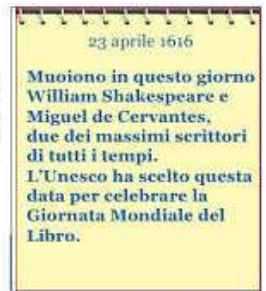 23 aprile 1616
Muoiono in questo giorno
William Shakespeare e
Miguel de Cervantes,
due dei massimi scrittori
di tutti i tempi.
L'Unesco ha scelto questa
data per celebrare la
Giornata Mondiale del
Libro.